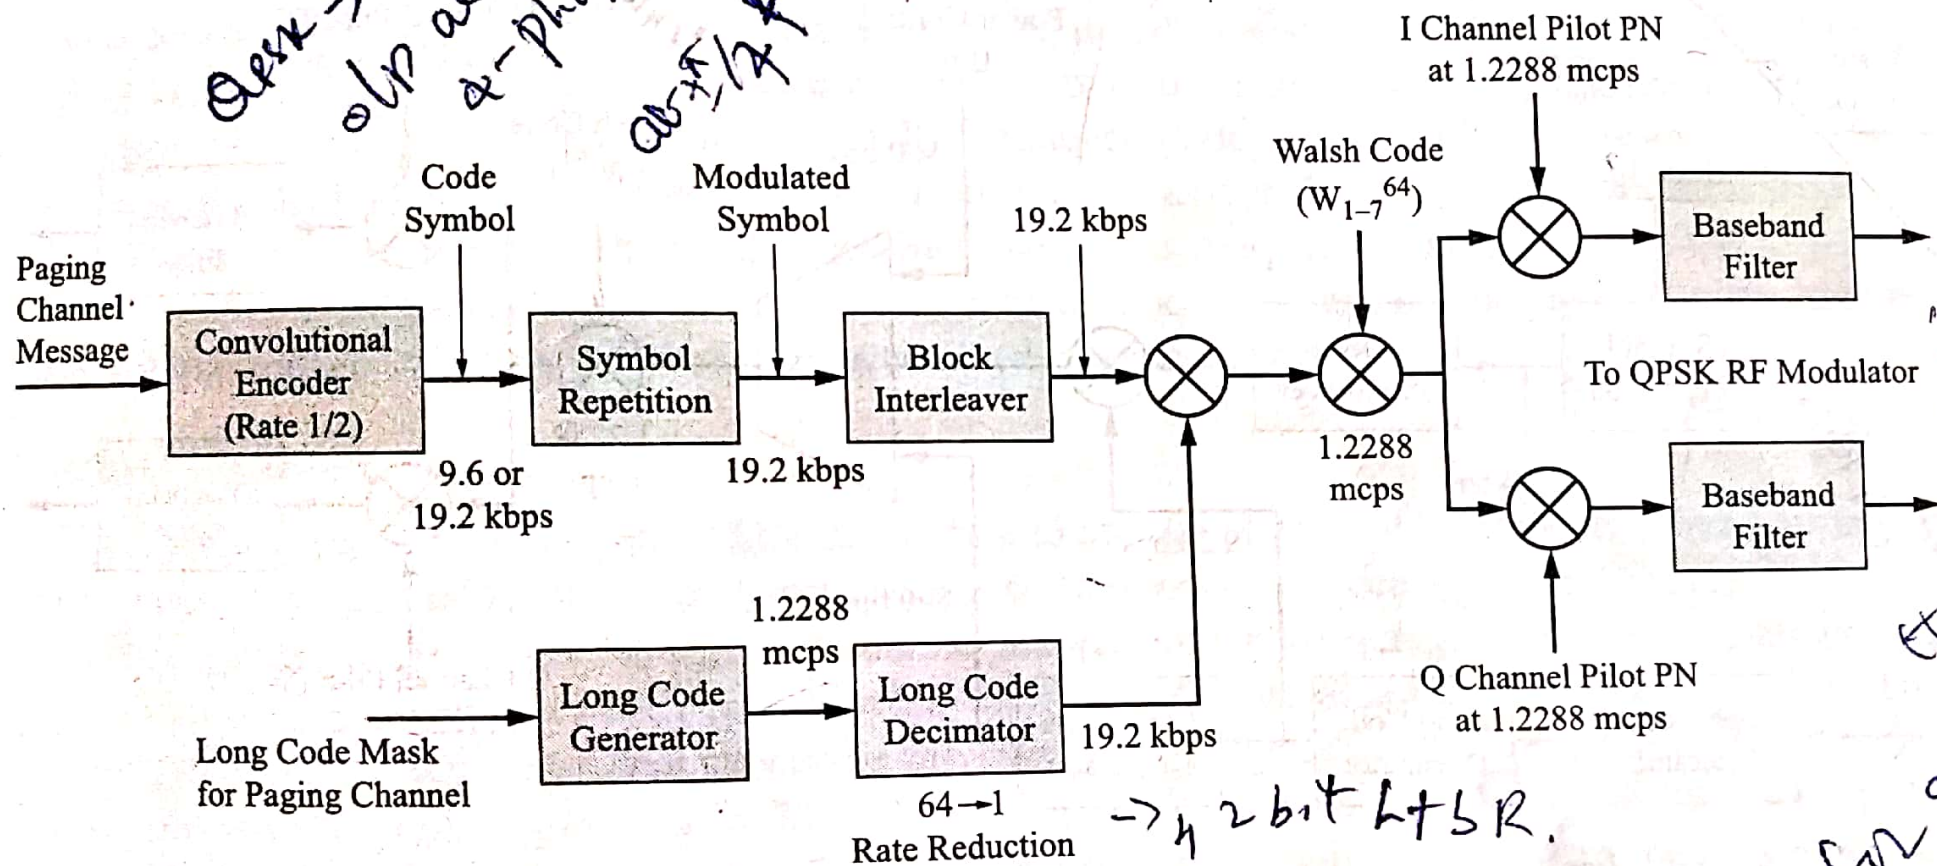 I Channel Pilot PN
at 1.2288 mcps
Walsh Code
(W₁₋₇⁶⁴)
Code
Symbol
Modulated
Symbol
19.2 kbps
Baseband
Filter
Paging
Channel
Message
Convolutional
Encoder
(Rate 1/2)
Symbol
Repetition
Block
Interleaver
To QPSK RF Modulator
9.6 or
19.2 kbps
19.2 kbps
1.2288
mcps
Baseband
Filter
1.2288
mcps
Long Code
Generator
Long Code
Decimator
19.2 kbps
Q Channel Pilot PN
at 1.2288 mcps
Long Code Mask
for Paging Channel
64→1
Rate Reduction
→ 42 bit